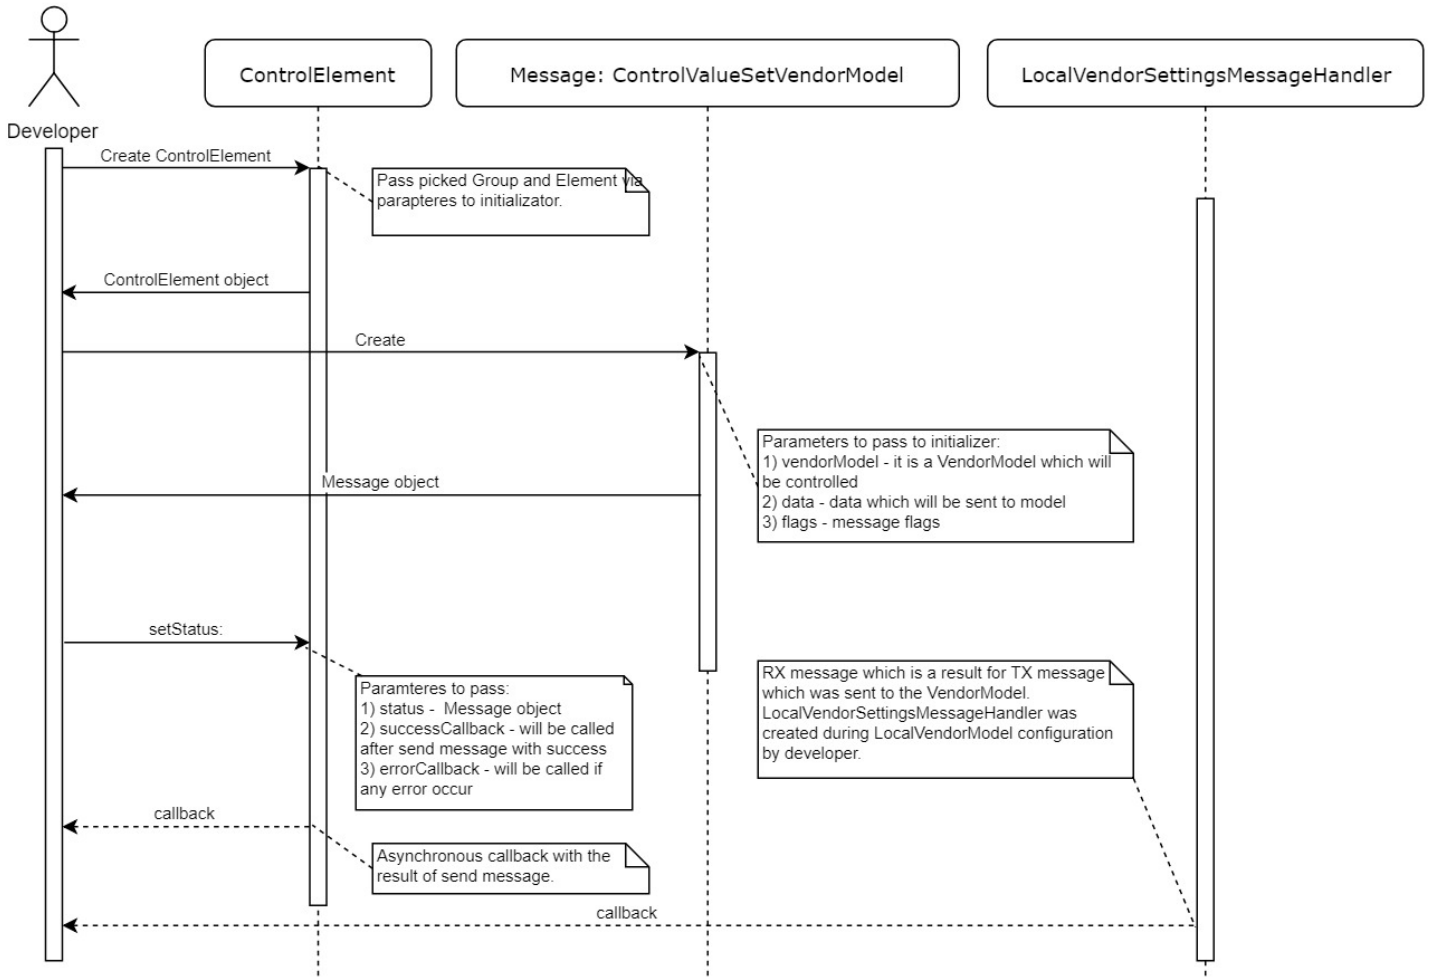 Developer
ControlElement
Message: ControlValueSetVendorModel
LocalVendorSettingsMessageHandler
Create ControlElement
Pass picked Group and Element via
parapteres to initializator.
ControlElement object
Create
Parameters to pass to initializer:
1) vendorModel - it is a VendorModel which will
be controlled
2) data - data which will be sent to model
3) flags - message flags
Message object
setStatus:
Paramteres to pass:
1) status -  Message object
2) successCallback - will be called
after send message with success
3) errorCallback - will be called if
any error occur
RX message which is a result for TX message
which was sent to the VendorModel.
LocalVendorSettingsMessageHandler was
created during LocalVendorModel configuration
by developer.
callback
Asynchronous callback with the
result of send message.
callback